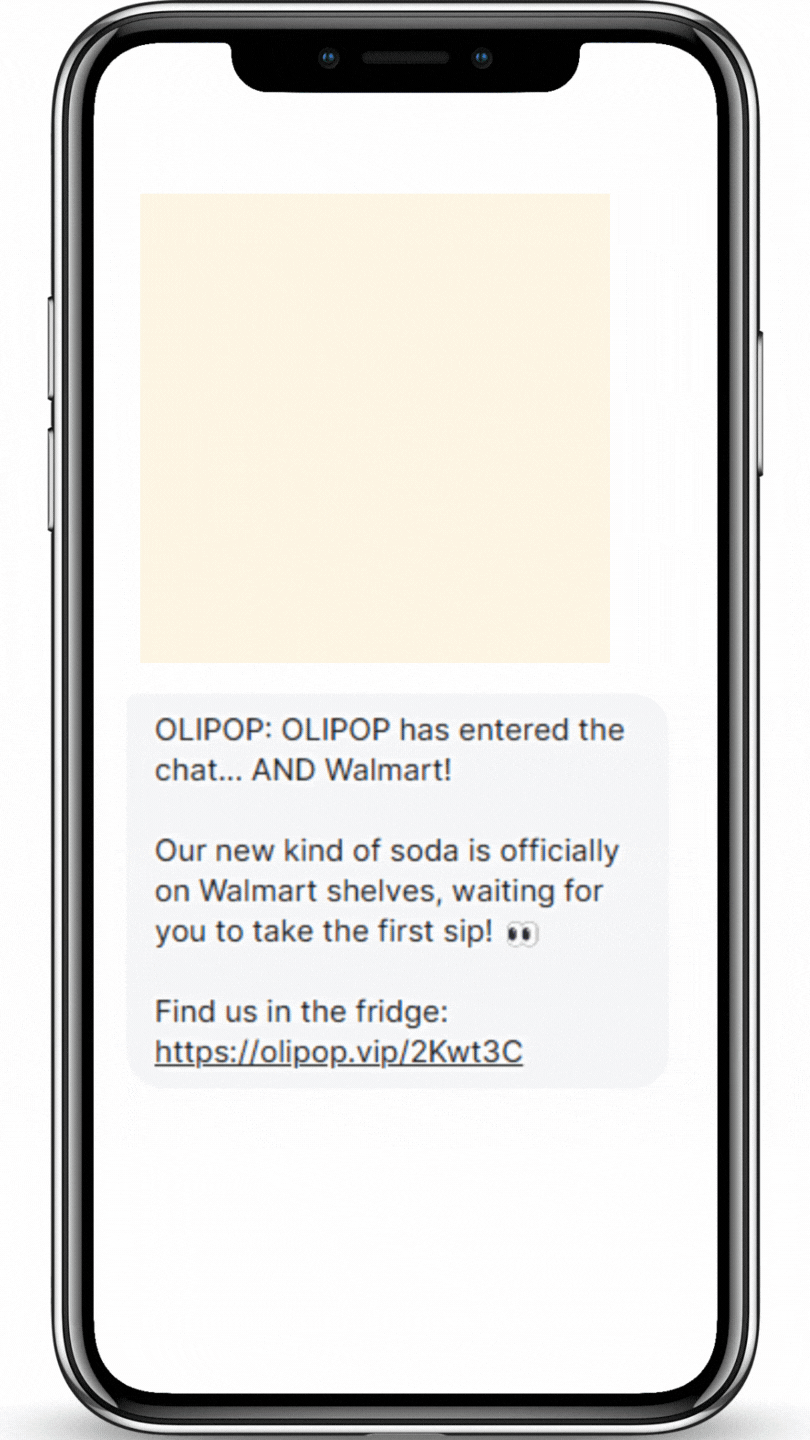 OLIPOP: OLIPOP has entered the
chat... AND Walmart!
Our new kind of soda is officially
on Walmart shelves, waiting for
you to take the first sip! 👀
Find us in the fridge:
https://olipop.vip/2Kwt3C